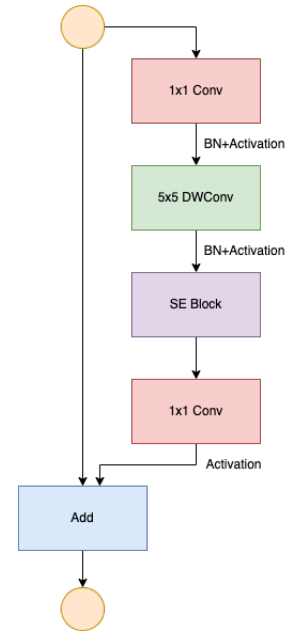 1x1 Conv
BN+Activation
5x5 DWConv
BN+Activation
SE Block
1x1 Conv
Activation
Add